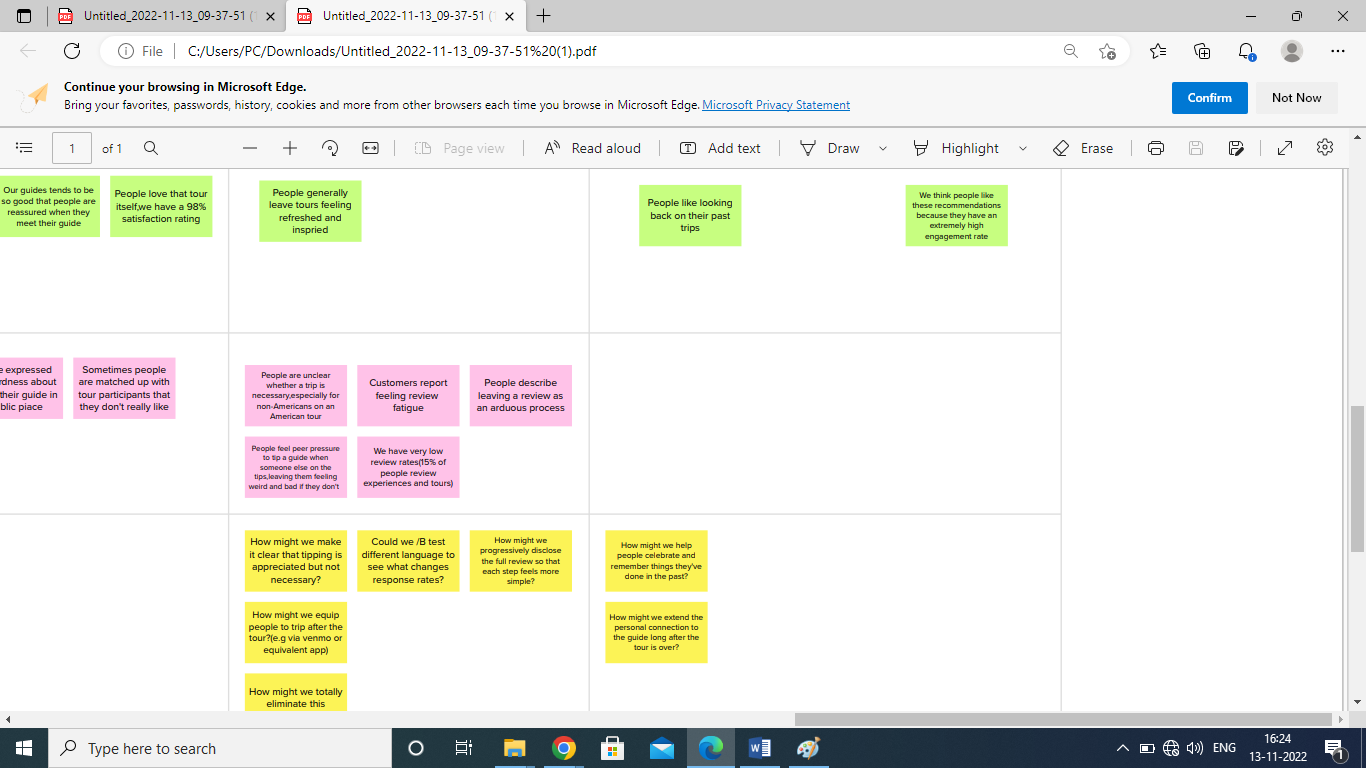 Untitled_2022-11-13_09-37-51 (
Untitled_2022-11-13_09-37-51 (
File
C:/Users/PC/Downloads/Untitled_2022-11-13_09-37-51%20(1).pdf
Continue your browsing in Microsoft Edge.
Bring your favorites, passwords, history, cookies and more from other browsers each time you browse in Microsoft Edge. Microsoft Privacy Statement
Confirm
Not Now
1
of 1
Page view
Read aloud
Add text
Draw
Highlight
Erase
Our guides tends to be
so good that people are
reassured when they
meet their guide
People love that tour
itself,we have a 98%
satisfaction rating
People generally
leave tours feeling
refreshed and
inspried
People like looking
back on their past
trips
We think people like
these recommendations
because they have an
extremely high
engagement rate
e expressed
rdness about
their guide in
blic piace
Sometimes people
are matched up with
tour participants that
they don't really like
People are unclear
whether a trip is
necessary,especially for
non-Americans on an
American tour
Customers report
feeling review
fatigue
People describe
leaving a review as
an arduous process
People feel peer pressure
to tip a guide when
someone else on the
tips,leaving them feeling
weird and bad if they don't
We have very low
review rates(15% of
people review
experiences and tours)
How might we make
it clear that tipping is
appreciated but not
necessary?
Could we /B test
different language to
see what changes
response rates?
How might we
progressively disclose
the full review so that
each step feels more
simple?
How might we help
people celebrate and
remember things they've
done in the past?
How might we equip
people to trip after the
tour?(e.g via venmo or
equivalent app)
How might we extend the
personal connection to
the guide long after the
tour is over?
How might we totally
eliminate this
Type here to search
ENG
16:24
13-11-2022
1